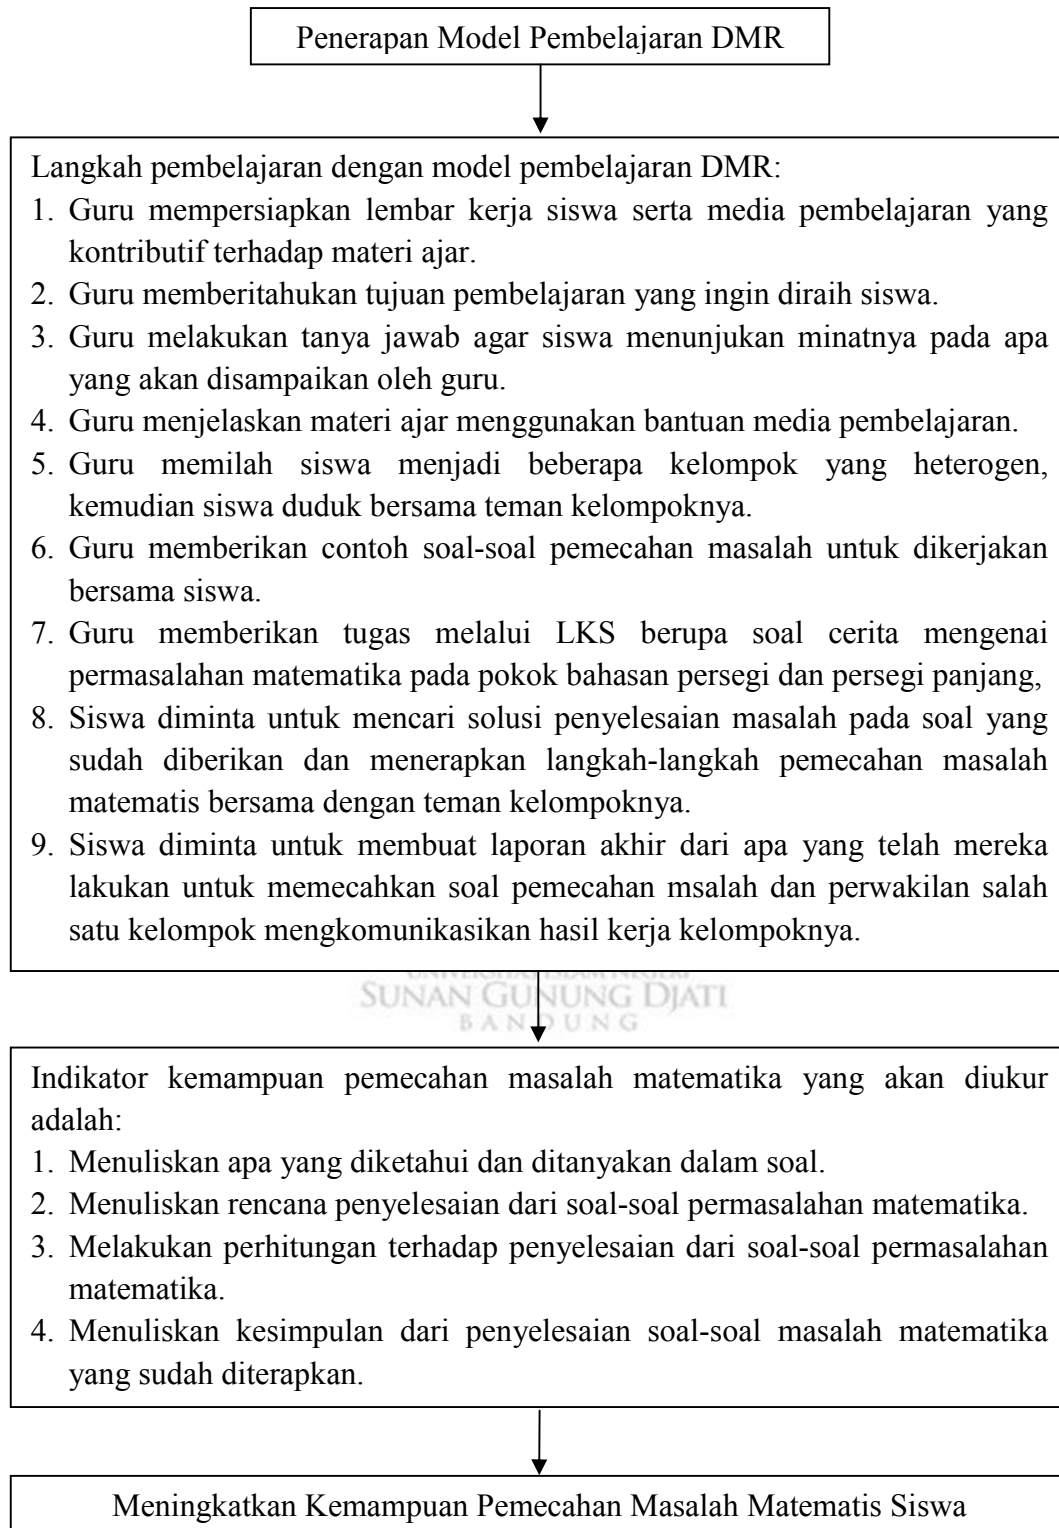 Penerapan Model Pembelajaran DMR
Langkah pembelajaran dengan model pembelajaran DMR:
1. Guru mempersiapkan lembar kerja siswa serta media pembelajaran yang
kontributif terhadap materi ajar.
2. Guru memberitahukan tujuan pembelajaran yang ingin diraih siswa.
3. Guru melakukan tanya jawab agar siswa menunjukan minatnya pada apa
yang akan disampaikan oleh guru.
4. Guru menjelaskan materi ajar menggunakan bantuan media pembelajaran.
5. Guru memilah siswa menjadi beberapa kelompok yang heterogen,
kemudian siswa duduk bersama teman kelompoknya.
6. Guru memberikan contoh soal-soal pemecahan masalah untuk dikerjakan
bersama siswa.
7. Guru memberikan tugas melalui LKS berupa soal cerita mengenai
permasalahan matematika pada pokok bahasan persegi dan persegi panjang,
8. Siswa diminta untuk mencari solusi penyelesaian masalah pada soal yang
sudah diberikan dan menerapkan langkah-langkah pemecahan masalah
matematis bersama dengan teman kelompoknya.
9. Siswa diminta untuk membuat laporan akhir dari apa yang telah mereka
lakukan untuk memecahkan soal pemecahan msalah dan perwakilan salah
satu kelompok mengkomunikasikan hasil kerja kelompoknya.
UNIVERSITAS ISLAM NEGERI
SUNAN GUNUNG DJATI
BANDUNG
Indikator kemampuan pemecahan masalah matematika yang akan diukur
adalah:
1. Menuliskan apa yang diketahui dan ditanyakan dalam soal.
2. Menuliskan rencana penyelesaian dari soal-soal permasalahan matematika.
3. Melakukan perhitungan terhadap penyelesaian dari soal-soal permasalahan
matematika.
4. Menuliskan kesimpulan dari penyelesaian soal-soal masalah matematika
yang sudah diterapkan.
Meningkatkan Kemampuan Pemecahan Masalah Matematis Siswa